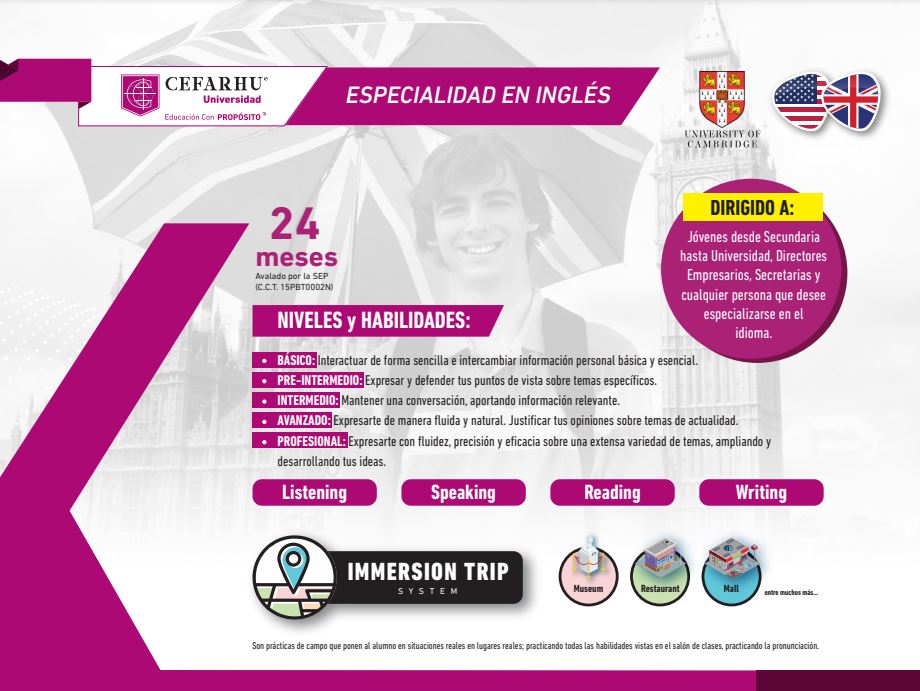 CEFARHU
Universidad
Educación Con PROPÓSITO
ESPECIALIDAD EN INGLÉS
UNIVERSITY OF
CAMBRIDGE
24
meses
Avalado por la SEP
(C.C.T. 15PBT0002N)
DIRIGIDO A:
Jóvenes desde Secundaria
hasta Universidad, Directores
Empresarios, Secretarias y
cualquier persona que desee
especializarse en el
idioma.
NIVELES y HABILIDADES:
• BÁSICO: Interactuar de forma sencilla e intercambiar información personal básica y esencial.
• PRE-INTERMEDIO: Expresar y defender tus puntos de vista sobre temas específicos.
• INTERMEDIO: Mantener una conversación, aportando información relevante.
• AVANZADO: Expresarte de manera fluida y natural. Justificar tus opiniones sobre temas de actualidad.
• PROFESIONAL: Expresarte con fluidez, precisión y eficacia sobre una extensa variedad de temas, ampliando y
desarrollando tus ideas.
Listening Speaking Reading Writing
IMMERSION TRIP
SYSTEM
Museum Restaurant Mall entre muchos más...
Son prácticas de campo que ponen al alumno en situaciones reales en lugares reales; practicando todas las habilidades vistas en el salón de clases, practicando la pronunciación.